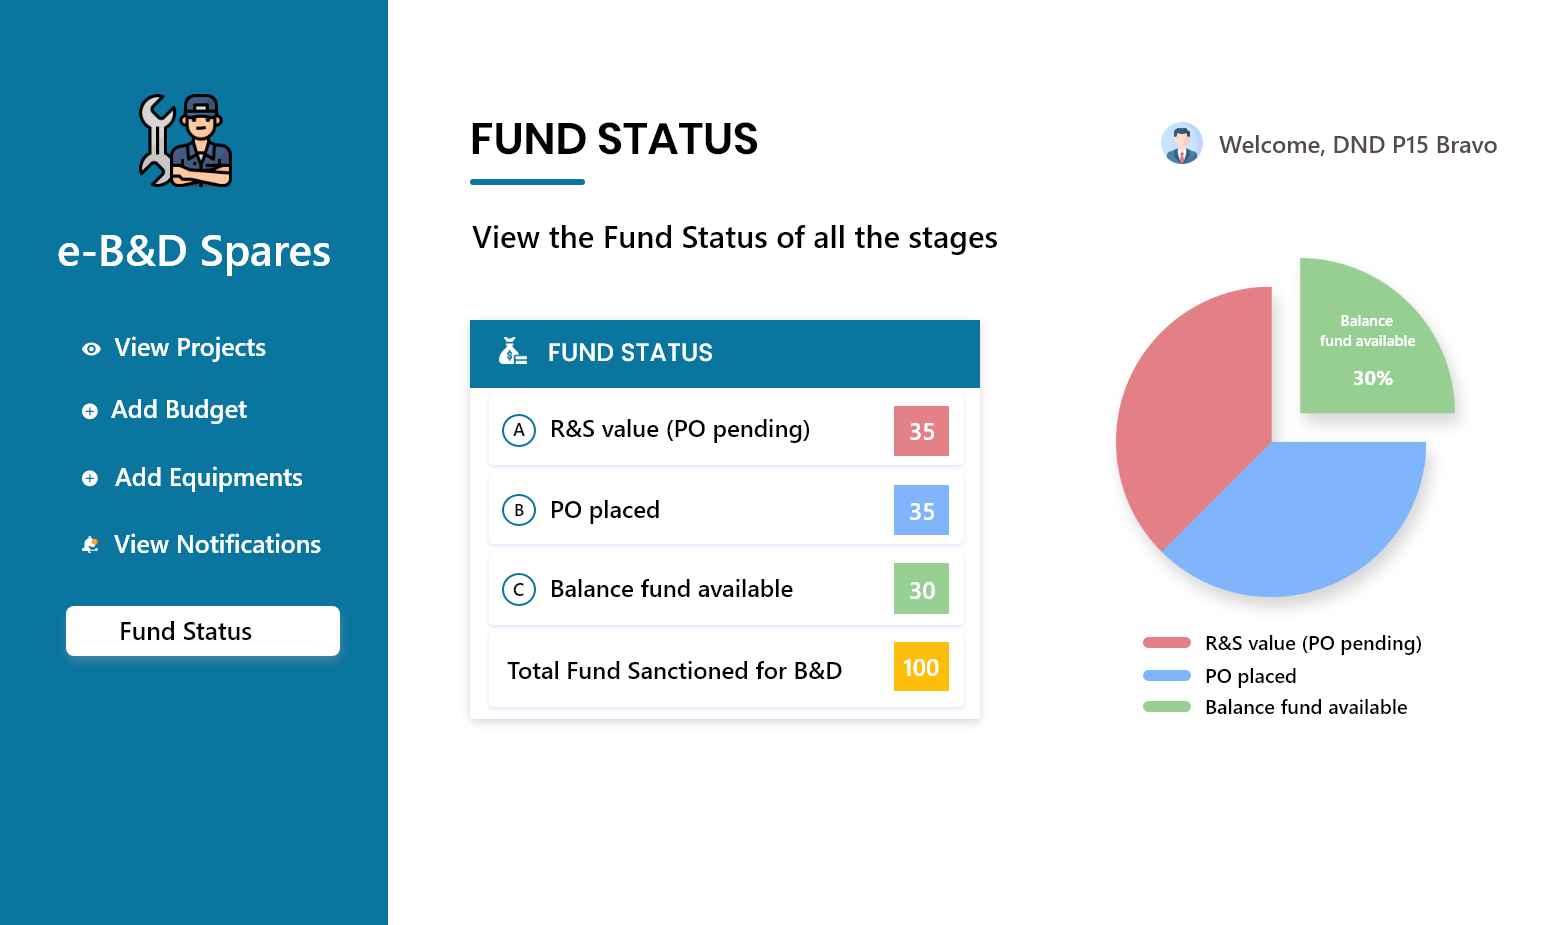 e-B&D Spares
View Projects
Add Budget
Add Equipments
View Notifications
Fund Status
FUND STATUS
Welcome, DND P15 Bravo
View the Fund Status of all the stages
FUND STATUS
A R&S value (PO pending) 35
B PO placed 35
C Balance fund available 30
Total Fund Sanctioned for B&D 100
Balance
fund available
30%
R&S value (PO pending)
PO placed
Balance fund available